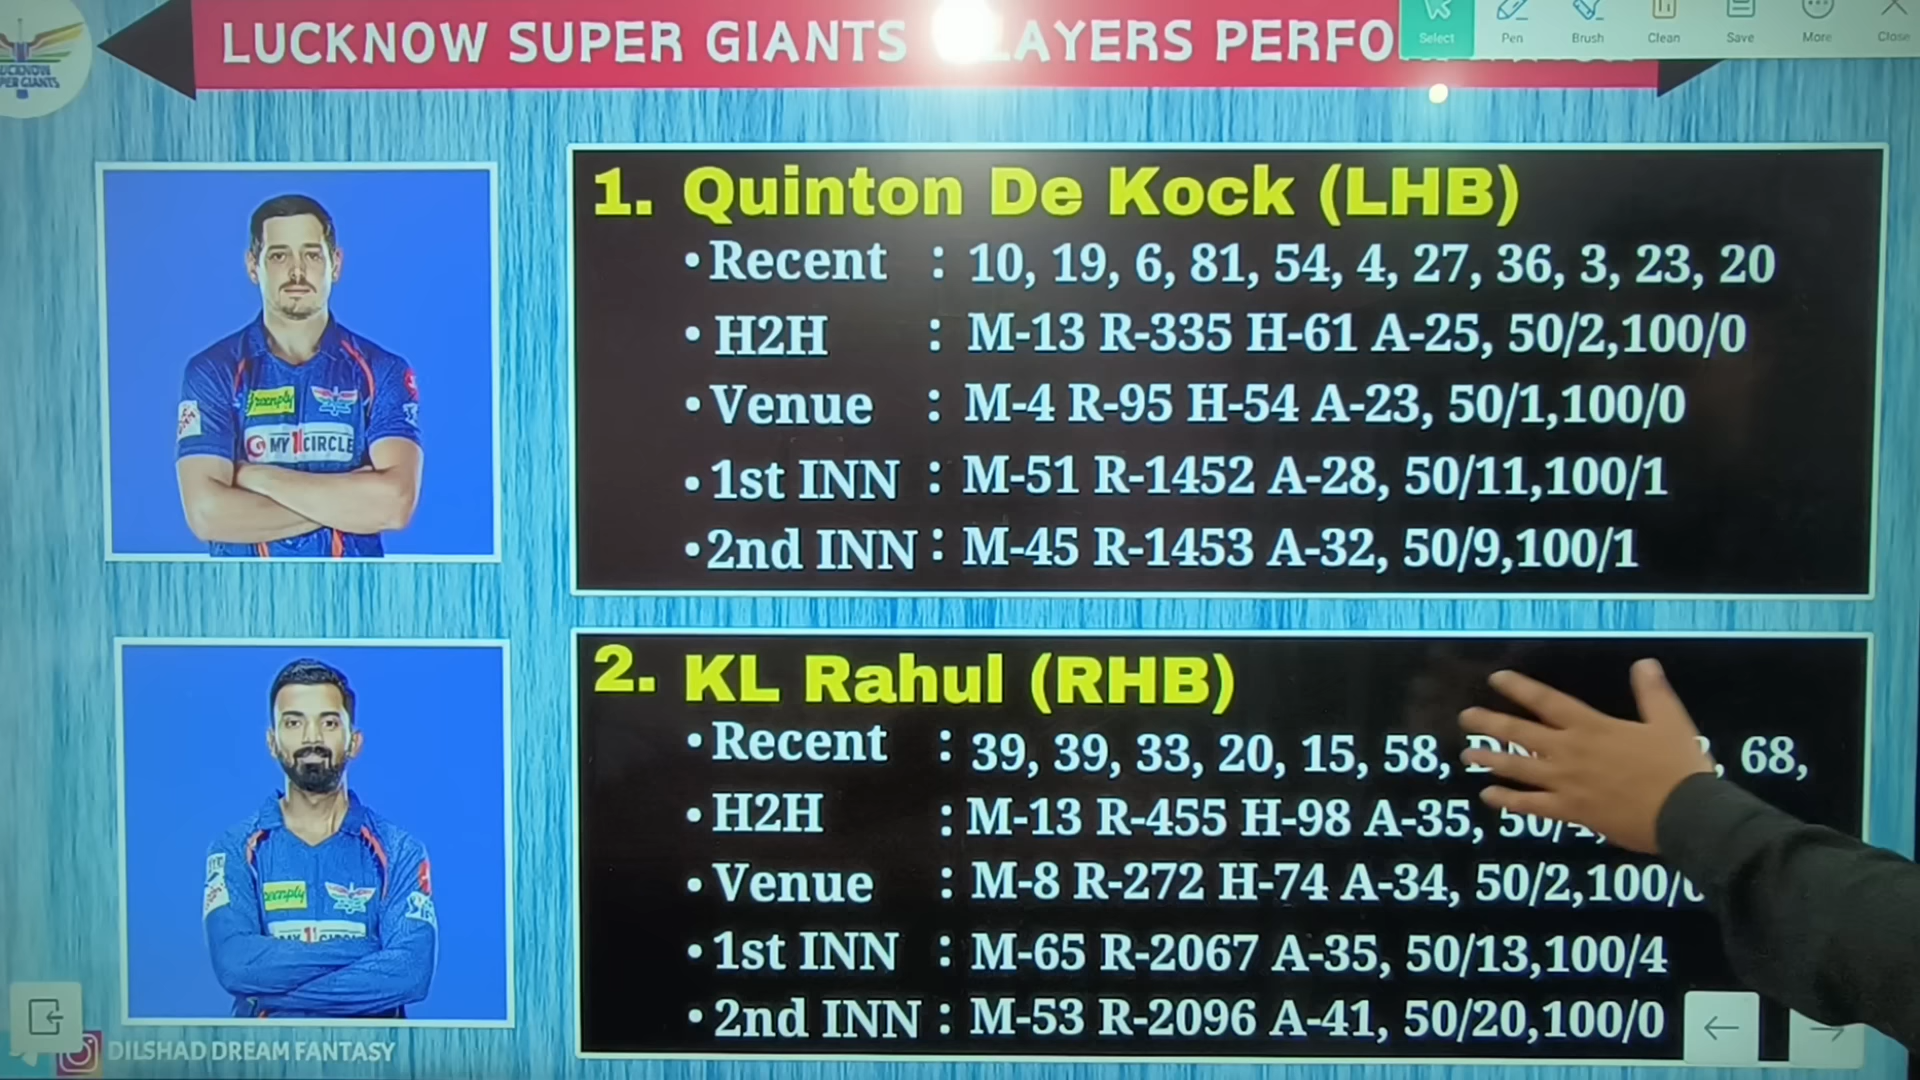 LUCKNOW SUPER GIANTS
Select Pen Brush Clean Save More Close
SUPER GIANTS
1. Quinton De Kock (LHB)
• Recent : 10, 19, 6, 81, 54, 4, 27, 36, 3, 23, 20
• H2H : M-13 R-335 H-61 A-25, 50/2,100/0
• Venue : M-4 R-95 H-54 A-23, 50/1,100/0
• 1st INN : M-51 R-1452 A-28, 50/11,100/1
• 2nd INN : M-45 R-1453 A-32, 50/9,100/1
MY11CIRCLE
2. KL Rahul (RHB)
• Recent : 39, 39, 33, 20, 15, 58, 68,
• H2H : M-13 R-455 H-98 A-35,
• Venue : M-8 R-272 H-74 A-34, 50/2,
• 1st INN : M-65 R-2067 A-35, 50/13,100/4
• 2nd INN : M-53 R-2096 A-41, 50/20,100/0
DILSHAD DREAM FANTASY